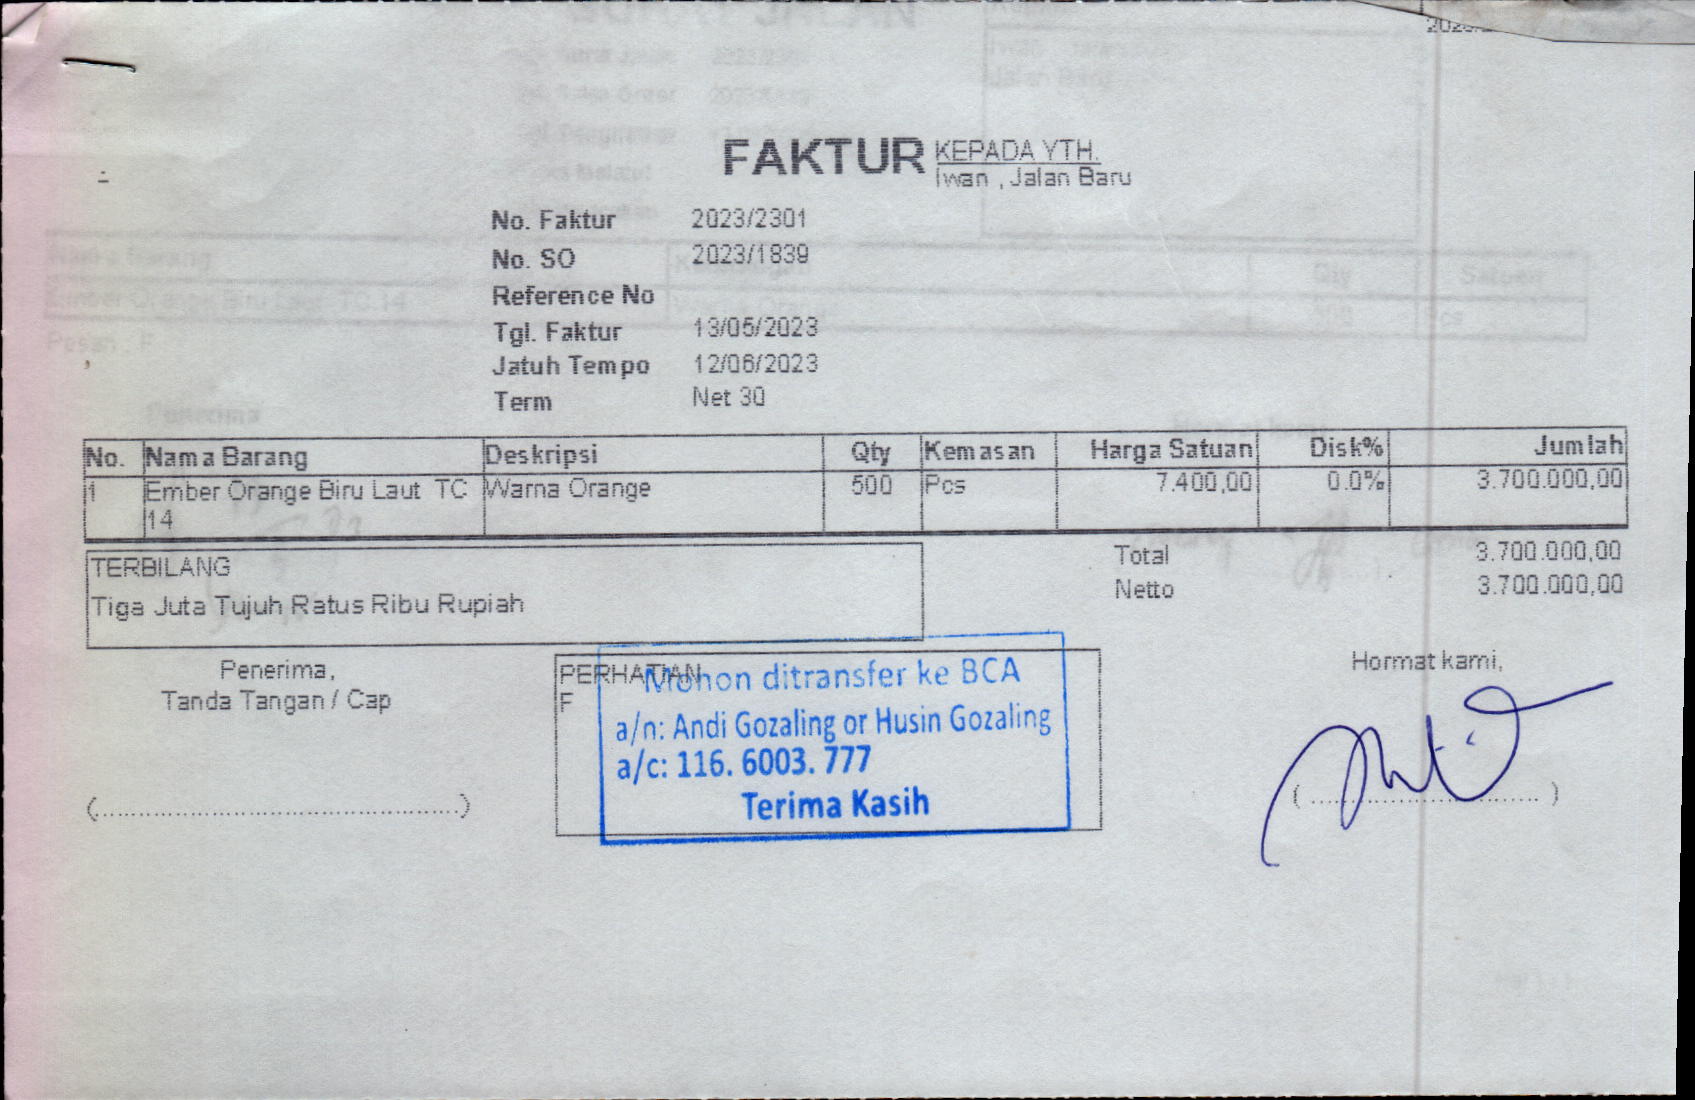 FAKTUR
KEPADA YTH.
Iwan , Jalan Baru
No. Faktur 2023/2301
No. SO 2023/1839
Reference No
Tgl. Faktur 13/05/2023
Jatuh Tempo 12/06/2023
Term Net 30
No. Nama Barang Deskripsi Qty Kemasan Harga Satuan Disk% Jumlah
1 Ember Orange Biru Laut TC Warna Orange 500 Pcs 7.400,00 0.0% 3.700.000,00
14
TERBILANG
Tiga Juta Tujuh Ratus Ribu Rupiah
Total 3.700.000,00
Netto 3.700.000,00
Penerima,
Tanda Tangan / Cap
(..............................................)
PERHATIAN
F
Mohon ditransfer ke BCA
a/n: Andi Gozaling or Husin Gozaling
a/c: 116. 6003. 777
Terima Kasih
Hormat kami,
( .............................. )